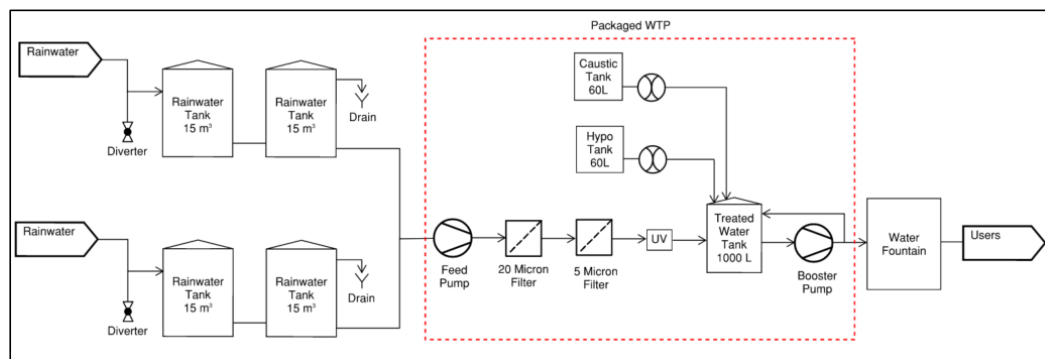 Packaged WTP
Rainwater
Rainwater
Tank
15 m³
Rainwater
Tank
15 m³
Drain
Diverter
Caustic
Tank
60L
Hypo
Tank
60L
Rainwater
Rainwater
Tank
15 m³
Rainwater
Tank
15 m³
Drain
Diverter
Feed
Pump
20 Micron
Filter
5 Micron
Filter
UV
Treated
Water
Tank
1000 L
Booster
Pump
Water
Fountain
Users